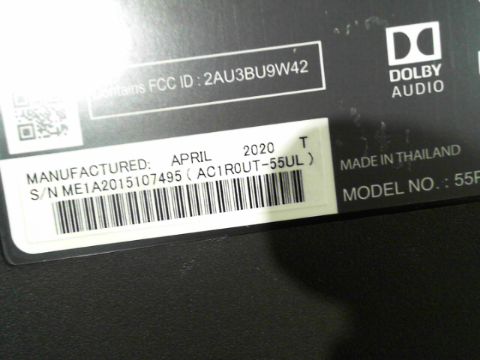 Contains FCC ID : 2AU3BU9W42
DOLBY
AUDIO
MANUFACTURED: APRIL 2020 T
S/N ME1A2015107495 ( AC1R0UT-55UL )
MADE IN THAILAND
MODEL NO. : 55